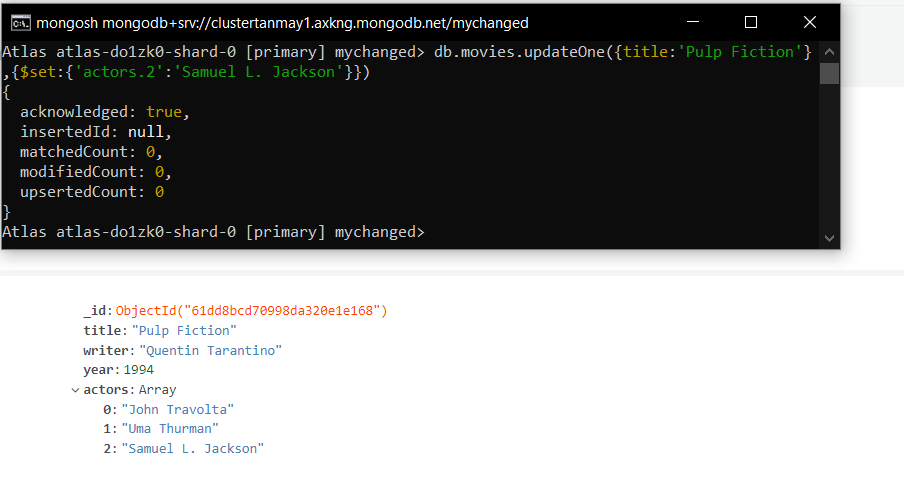 mongosh mongodb+srv://clustertanmay1.axkng.mongodb.net/mychanged
Atlas atlas-do1zk0-shard-0 [primary] mychanged> db.movies.updateOne({title:'Pulp Fiction'}
,{$set:{'actors.2':'Samuel L. Jackson'}})
{
  acknowledged: true,
  insertedId: null,
  matchedCount: 0,
  modifiedCount: 0,
  upsertedCount: 0
}
Atlas atlas-do1zk0-shard-0 [primary] mychanged>
_id: ObjectId("61dd8bcd70998da320e1e168")
title: "Pulp Fiction"
writer: "Quentin Tarantino"
year: 1994
actors: Array
0: "John Travolta"
1: "Uma Thurman"
2: "Samuel L. Jackson"